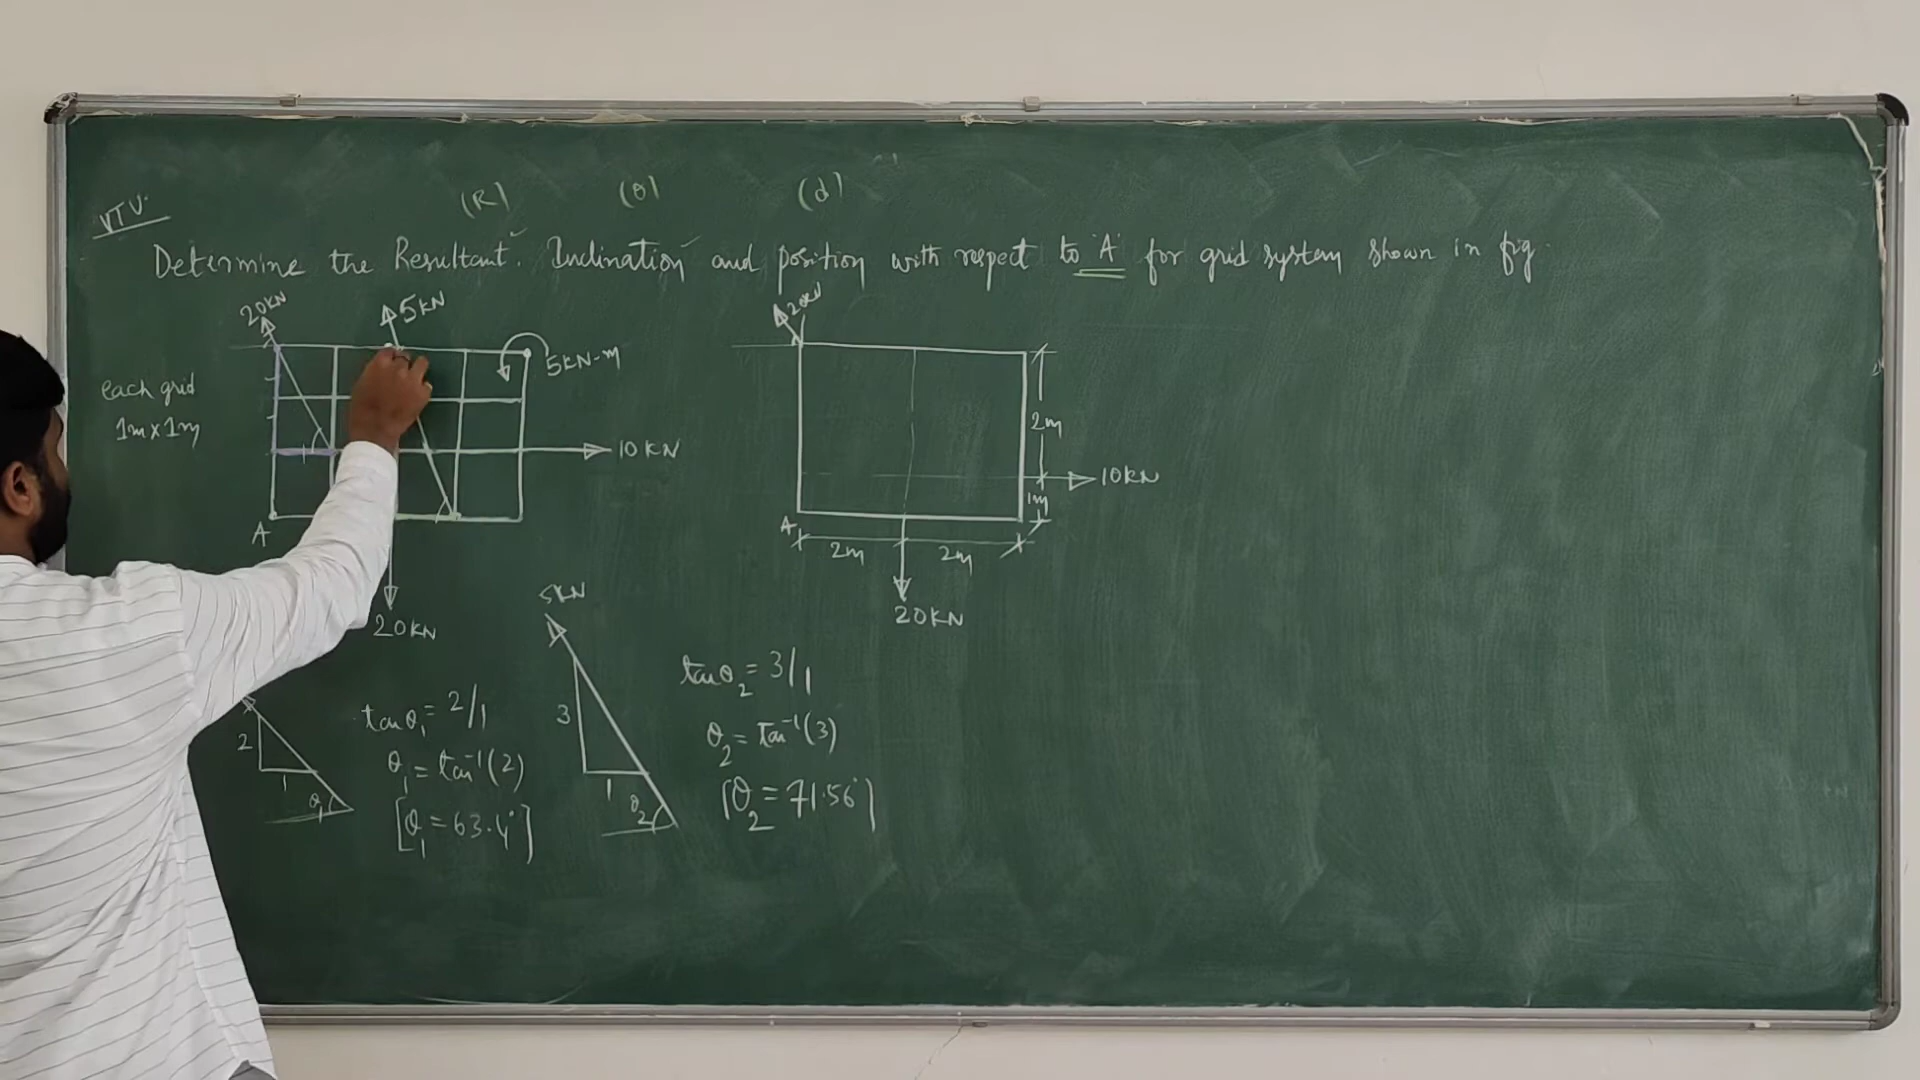 VTU.
(R) (θ) (d)
Determine the Resultant. Inclination and position with respect to 'A' for grid system shown in fig.
20KN
5KN
5KN-m
each grid
1m x 1m
10 KN
A
20KN
20KN
2m
10KN
1m
A
2m 2m
20KN
2
1
θ1
tanθ1 = 2/1
θ1 = tan⁻¹(2)
[θ1 = 63.4°]
5KN
3
1
θ2
tanθ2 = 3/1
θ2 = tan⁻¹(3)
[θ2 = 71.56°]